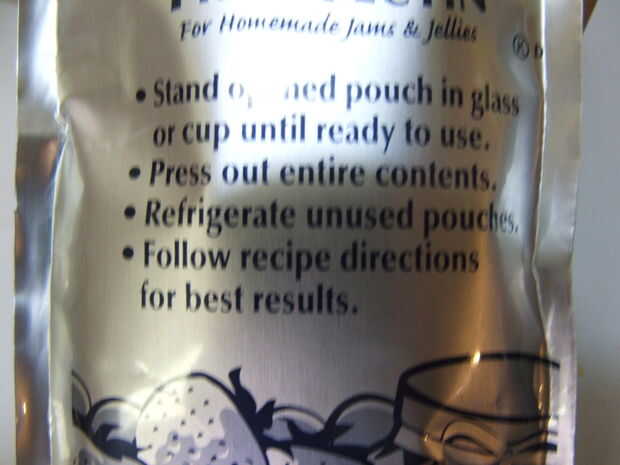 For Homemade Jams & Jellies
K D
• Stand opened pouch in glass
or cup until ready to use.
• Press out entire contents.
• Refrigerate unused pouches.
• Follow recipe directions
for best results.